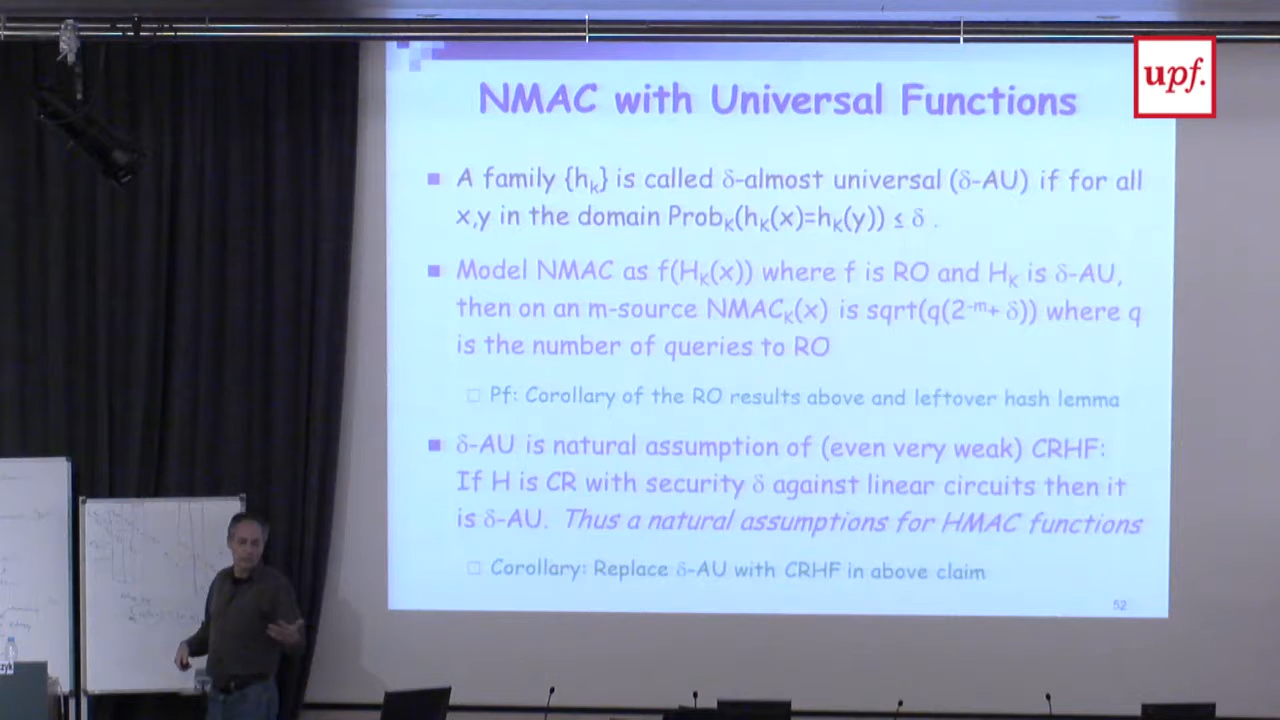 upf.
NMAC with Universal Functions
A family {hk} is called δ-almost universal (δ-AU) if for all
x,y in the domain Probk(hk(x)=hk(y)) ≤ δ .
Model NMAC as f(HK(x)) where f is RO and HK is δ-AU,
then on an m-source NMACK(x) is sqrt(q(2-m+ δ)) where q
is the number of queries to RO
Pf: Corollary of the RO results above and leftover hash lemma
δ-AU is natural assumption of (even very weak) CRHF:
If H is CR with security δ against linear circuits then it
is δ-AU. Thus a natural assumptions for HMAC functions
Corollary: Replace δ-AU with CRHF in above claim
52
zyk